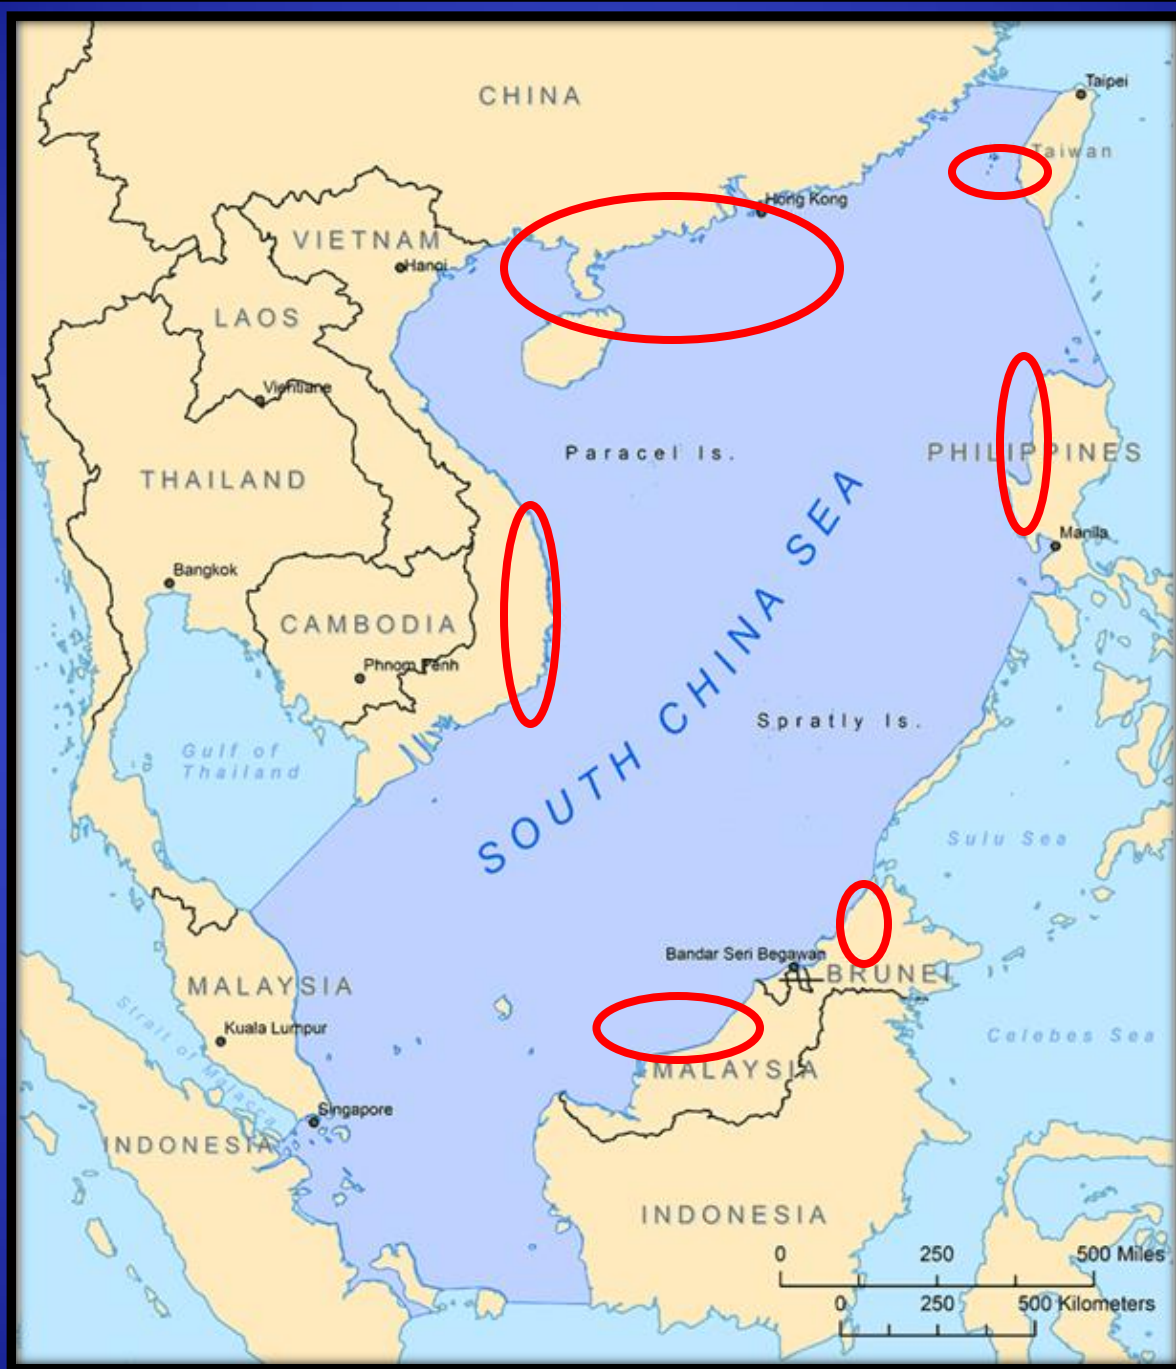 CHINA
Taipei
Taiwan
Hong Kong
VIETNAM
Hanoi
LAOS
Vientiane
Paracel Is.
PHILIPPINES
THAILAND
Manila
Bangkok
CAMBODIA
Phnom Penh
SOUTH CHINA SEA
Spratly Is.
Gulf of
Thailand
Sulu Sea
Bandar Seri Begawan
BRUNEI
MALAYSIA
Strait of Malacca
Kuala Lumpur
Celebes Sea
MALAYSIA
Singapore
INDONESIA
INDONESIA
0 250 500 Miles
0 250 500 Kilometers